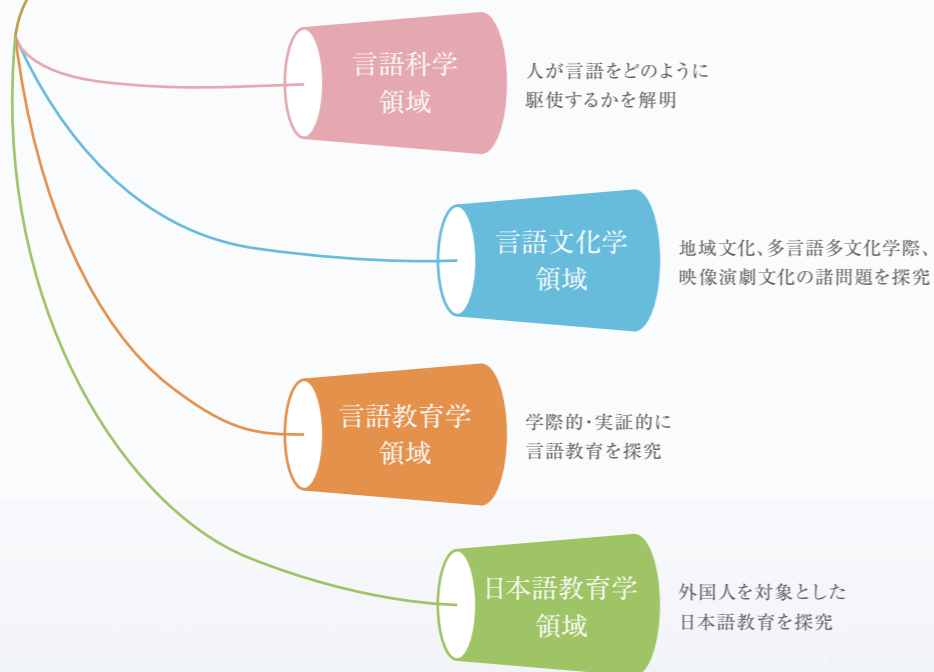 言語科学
領域
人が言語をどのように
駆使するかを解明
言語文化学
領域
地域文化、多言語多文化学際、
映像演劇文化の諸問題を探究
言語教育学
領域
学際的・実証的に
言語教育を探究
日本語教育学
領域
外国人を対象とした
日本語教育を探究